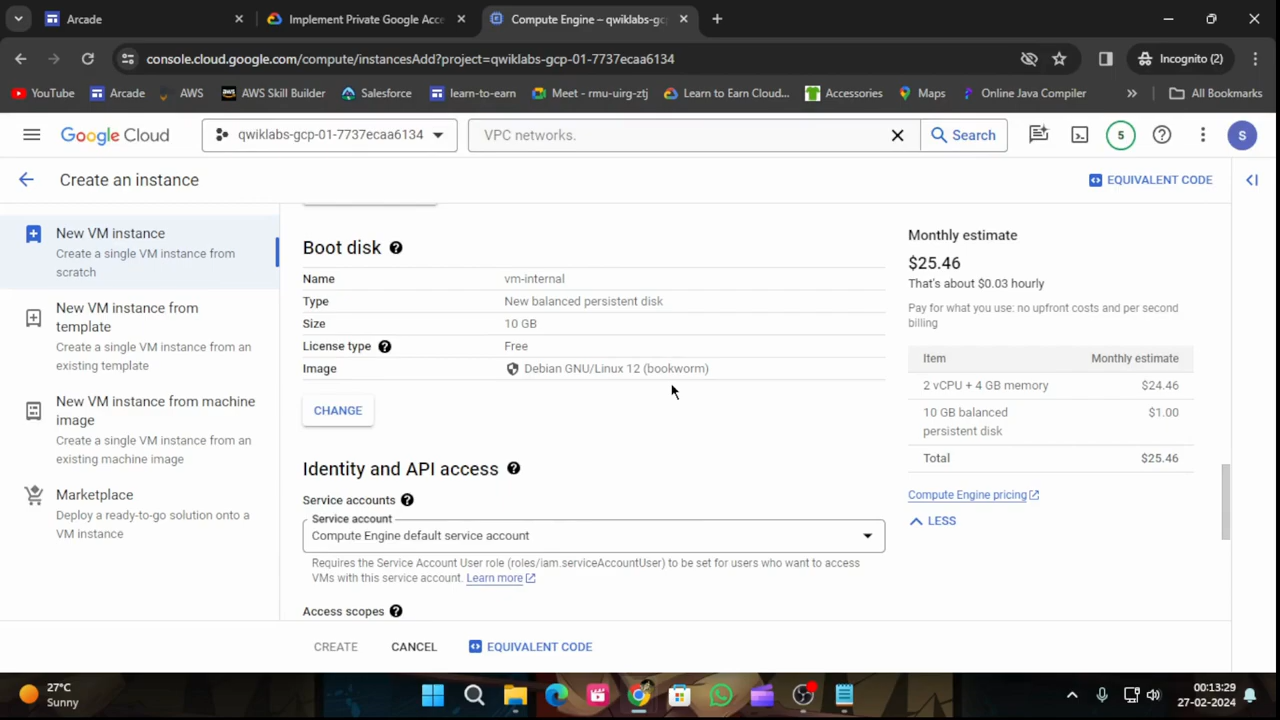 Arcade
Implement Private Google Acce
Compute Engine – qwiklabs-gc
console.cloud.google.com/compute/instancesAdd?project=qwiklabs-gcp-01-7737ecaa6134
Incognito (2)
YouTube
Arcade
AWS
AWS Skill Builder
Salesforce
learn-to-earn
Meet - rmu-uirg-ztj
Learn to Earn Cloud...
Accessories
Maps
Online Java Compiler
»
All Bookmarks
Google Cloud
qwiklabs-gcp-01-7737ecaa6134
VPC networks.
Search
5
S
Create an instance
EQUIVALENT CODE
New VM instance
Create a single VM instance from
scratch
New VM instance from
template
Create a single VM instance from an
existing template
New VM instance from machine
image
Create a single VM instance from an
existing machine image
Marketplace
Deploy a ready-to-go solution onto a
VM instance
Boot disk
Name vm-internal
Type New balanced persistent disk
Size 10 GB
License type Free
Image Debian GNU/Linux 12 (bookworm)
CHANGE
Identity and API access
Service accounts
Service account
Compute Engine default service account
Requires the Service Account User role (roles/iam.serviceAccountUser) to be set for users who want to access
VMs with this service account. Learn more
Access scopes
CREATE
CANCEL
EQUIVALENT CODE
Monthly estimate
$25.46
That's about $0.03 hourly
Pay for what you use: no upfront costs and per second
billing
Item Monthly estimate
2 vCPU + 4 GB memory $24.46
10 GB balanced $1.00
persistent disk
Total $25.46
Compute Engine pricing
LESS
27°C
Sunny
00:13:29
27-02-2024